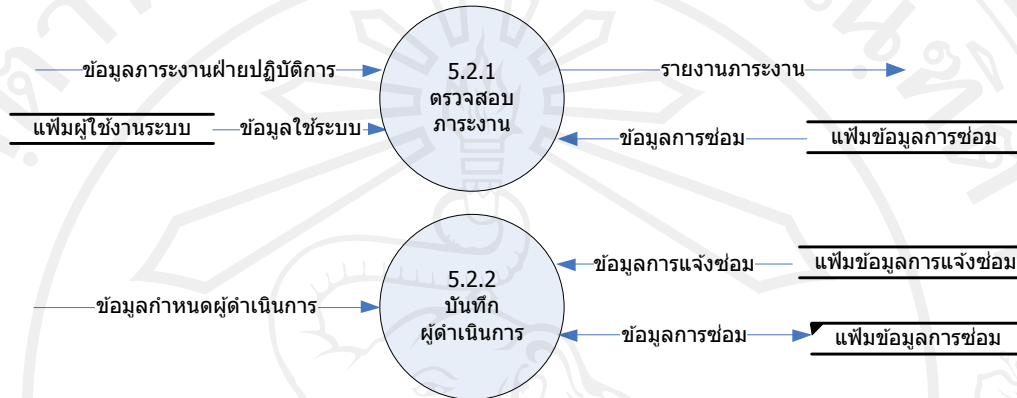 ข้อมูลภาระงานฝ่ายปฏิบัติการ
5.2.1
ตรวจสอบ
ภาระงาน
รายงานภาระงาน
แฟ้มผู้ใช้งานระบบ
ข้อมูลใช้ระบบ
ข้อมูลการซ่อม
แฟ้มข้อมูลการซ่อม
5.2.2
บันทึก
ผู้ดำเนินการ
ข้อมูลการแจ้งซ่อม
แฟ้มข้อมูลการแจ้งซ่อม
ข้อมูลกำหนดผู้ดำเนินการ
ข้อมูลการซ่อม
แฟ้มข้อมูลการซ่อม